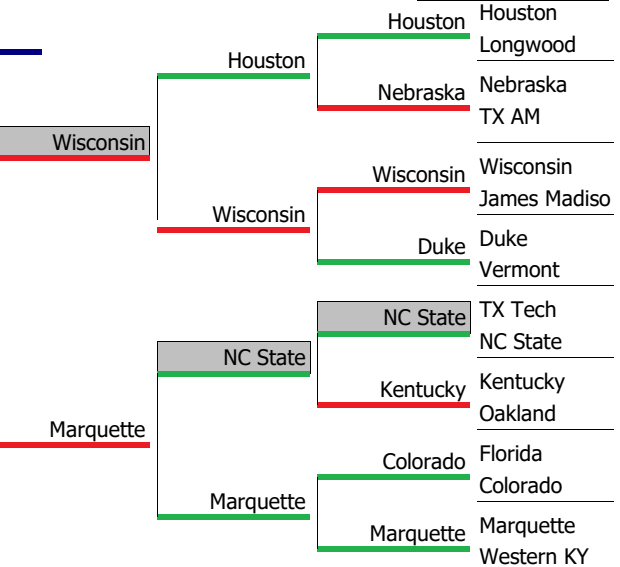 Houston
Houston
Longwood
Houston
Nebraska
Nebraska
TX AM
Wisconsin
Wisconsin
Wisconsin
James Madiso
Wisconsin
Duke
Duke
Vermont
TX Tech
NC State
NC State
NC State
Kentucky
Kentucky
Oakland
Marquette
Florida
Colorado
Colorado
Marquette
Marquette
Marquette
Western KY